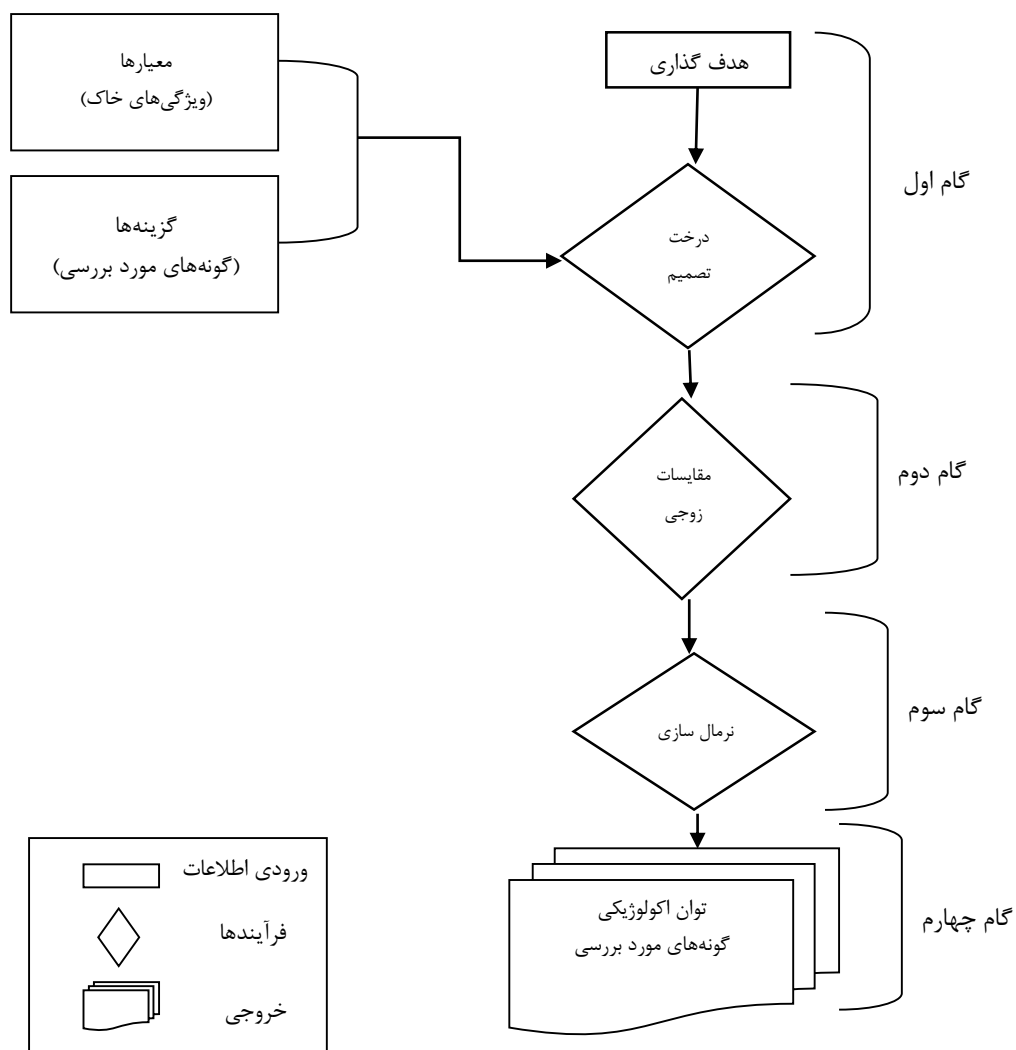 معیارها
(ویژگی‌های خاک)
گزینه‌ها
(گونه‌های مورد بررسی)
هدف گذاری
گام اول
درخت
تصمیم
گام دوم
مقایسات
زوجی
گام سوم
نرمال سازی
گام چهارم
توان اکولوژیکی
گونه‌های مورد بررسی
ورودی اطلاعات
فرآیندها
خروجی